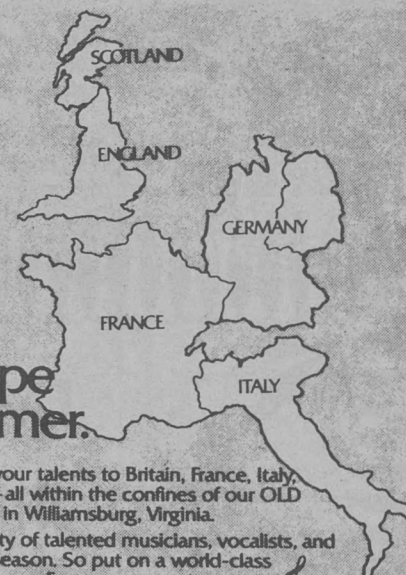 SCOTLAND
ENGLAND
GERMANY
FRANCE
ITALY
pe
mer.
your talents to Britain, France, Italy,
all within the confines of our OLD
in Williamsburg, Virginia.
ty of talented musicians, vocalists, and
eason. So put on a world-class